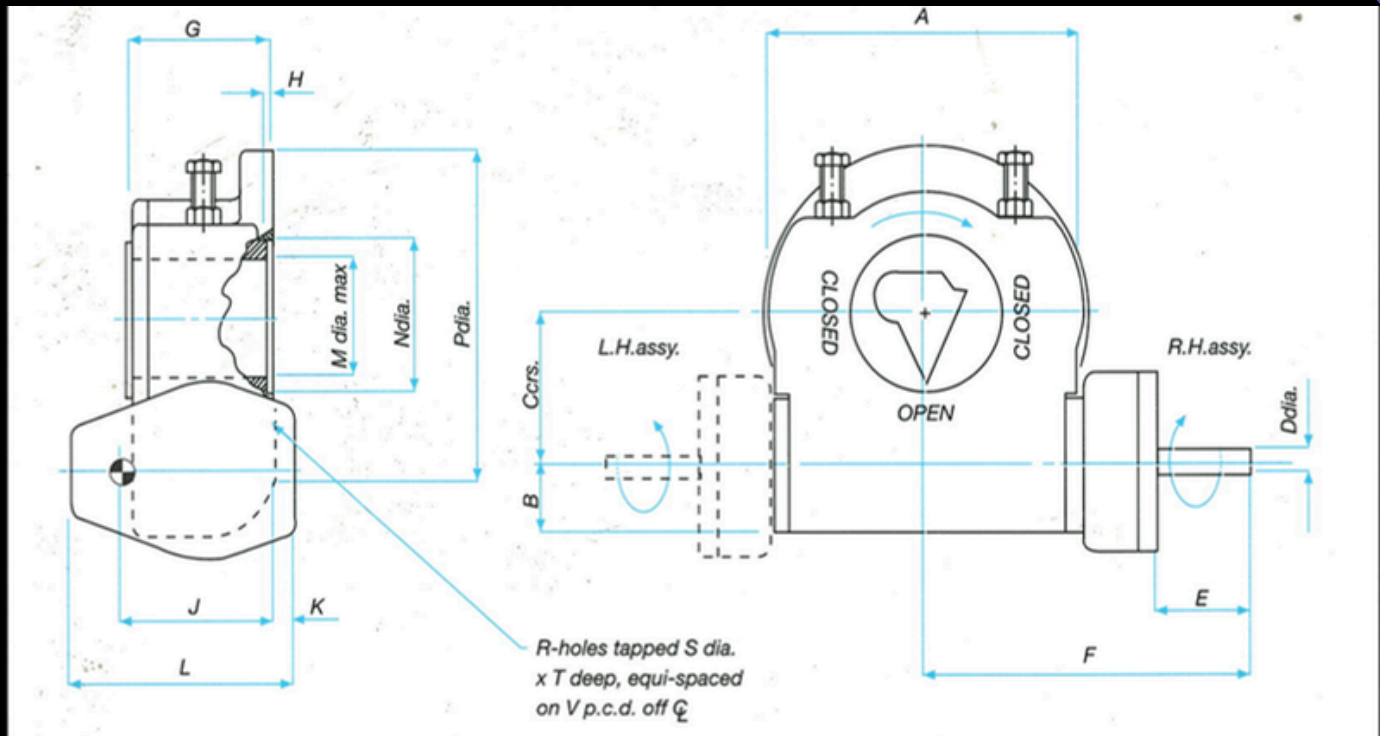 G
H
M dia. max
Ndia.
Pdia.
J
K
L
R-holes tapped S dia.
x T deep, equi-spaced
on V p.c.d. off ℄
A
CLOSED
CLOSED
OPEN
L.H.assy.
R.H.assy.
Ccrs.
B
Ddia.
E
F